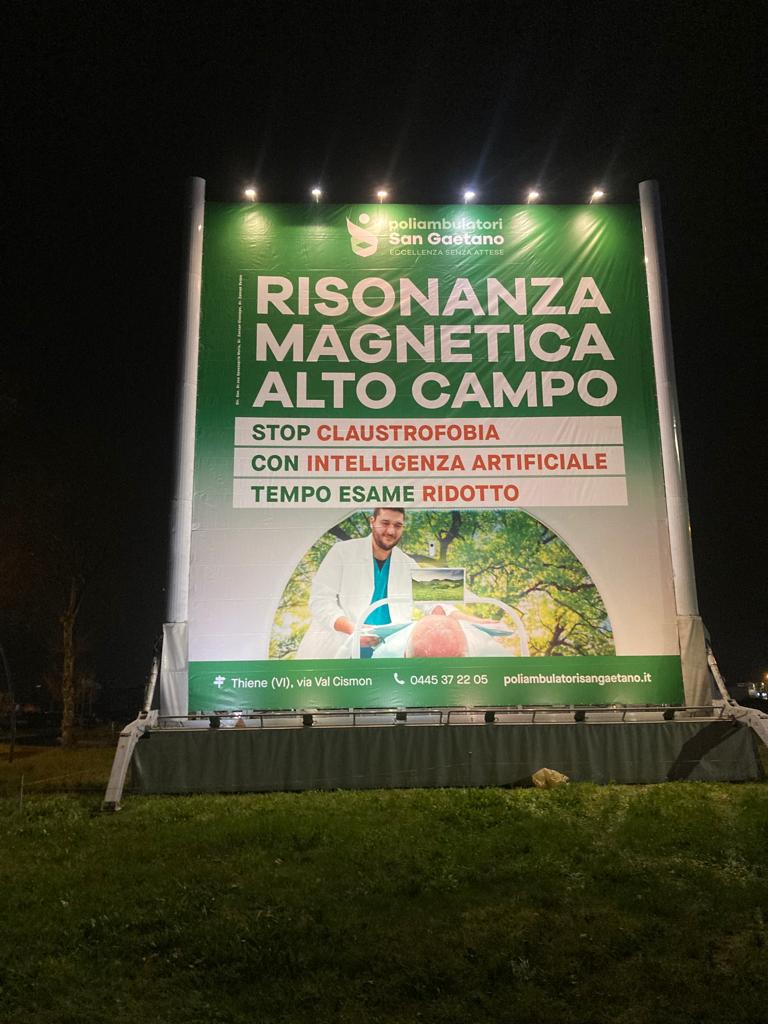 poliambulatori
San Gaetano
ECCELLENZA SENZA ATTESE
RISONANZA
MAGNETICA
ALTO CAMPO
STOP CLAUSTROFOBIA
CON INTELLIGENZA ARTIFICIALE
TEMPO ESAME RIDOTTO
Thiene (VI), via Val Cismon 0445 37 22 05 poliambulatorisangaetano.it